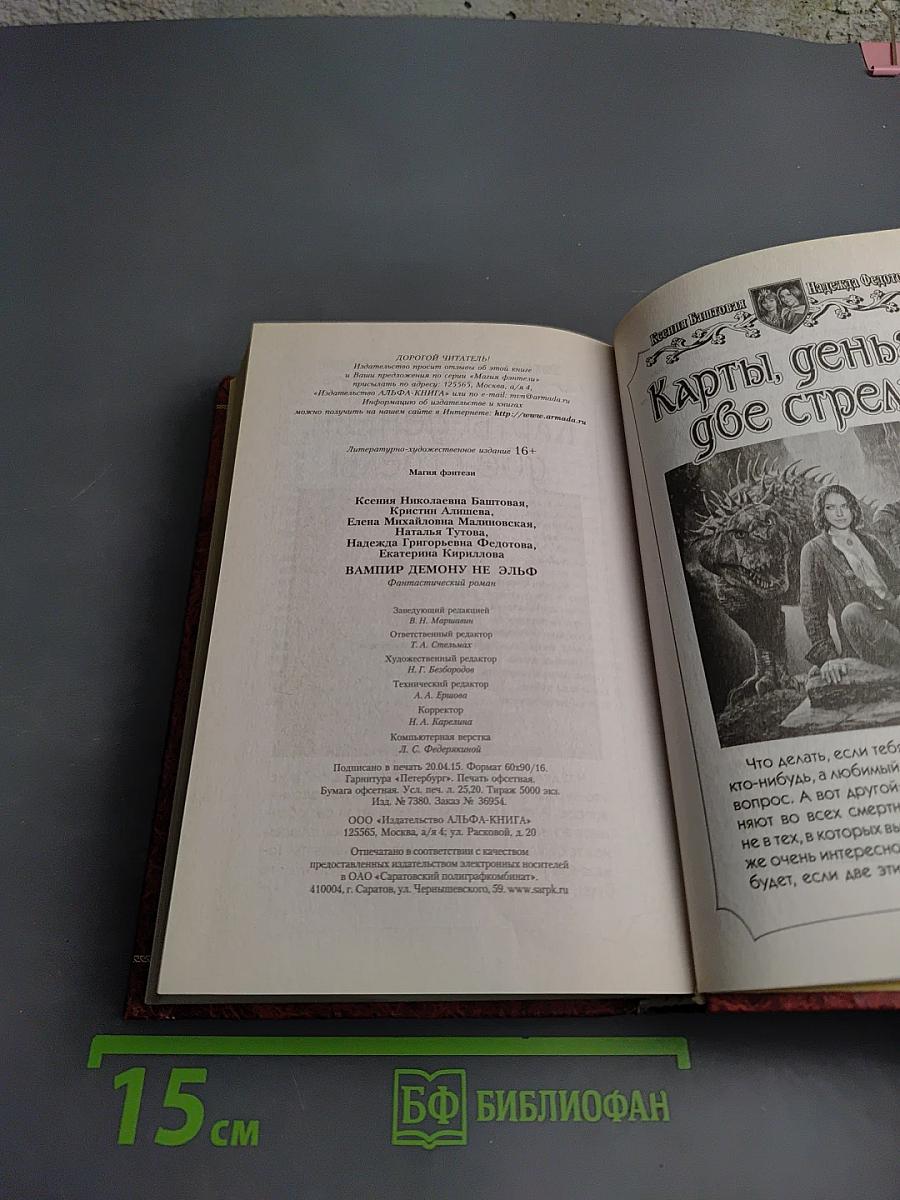 ДОРОГОЙ ЧИТАТЕЛЬ!
Издательство просит отзывы об этой книге
и Ваши предложения по серии «Магия фэнтези»
присылать по адресу: 125565, Москва, а/я 4,
«Издательство АЛЬФА-КНИГА» или по e-mail: mvn@armada.ru
Информацию об издательстве и книгах
можно получить на нашем сайте в Интернете: http://www.armada.ru
Литературно-художественное издание 16+
Магия фэнтези
Ксения Николаевна Баштовая,
Кристин Алишева,
Елена Михайловна Малиновская,
Наталья Тутова,
Надежда Григорьевна Федотова,
Екатерина Кириллова
ВАМПИР ДЕМОНУ НЕ ЭЛЬФ
Фантастический роман
Заведующий редакцией
В. Н. Маршавин
Ответственный редактор
Т. А. Стельмах
Художественный редактор
Н. Г. Безбородов
Технический редактор
А. А. Ершова
Корректор
Н. А. Карелина
Компьютерная верстка
Л. С. Федерякиной
Подписано в печать 20.04.15. Формат 60х90/16.
Гарнитура «Петербург». Печать офсетная.
Бумага офсетная. Усл. печ. л. 25,20. Тираж 5000 экз.
Изд. № 7380. Заказ № 36954.
ООО «Издательство АЛЬФА-КНИГА»
125565, Москва, а/я 4; ул. Расковой, д. 20
Отпечатано в соответствии с качеством
предоставленных издательством электронных носителей
в ОАО «Саратовский полиграфкомбинат».
410004, г. Саратов, ул. Чернышевского, 59. www.sarpk.ru
Ксения Баштовая Надежда Федот
Карты, день
две стрел
Что делать, если тебя
кто-нибудь, а любимый
вопрос. А вот другой
няют во всех смертн
не в тех, в которых вы
же очень интересно
будет, если две эти
15 см
БФ БИБЛИОФАН